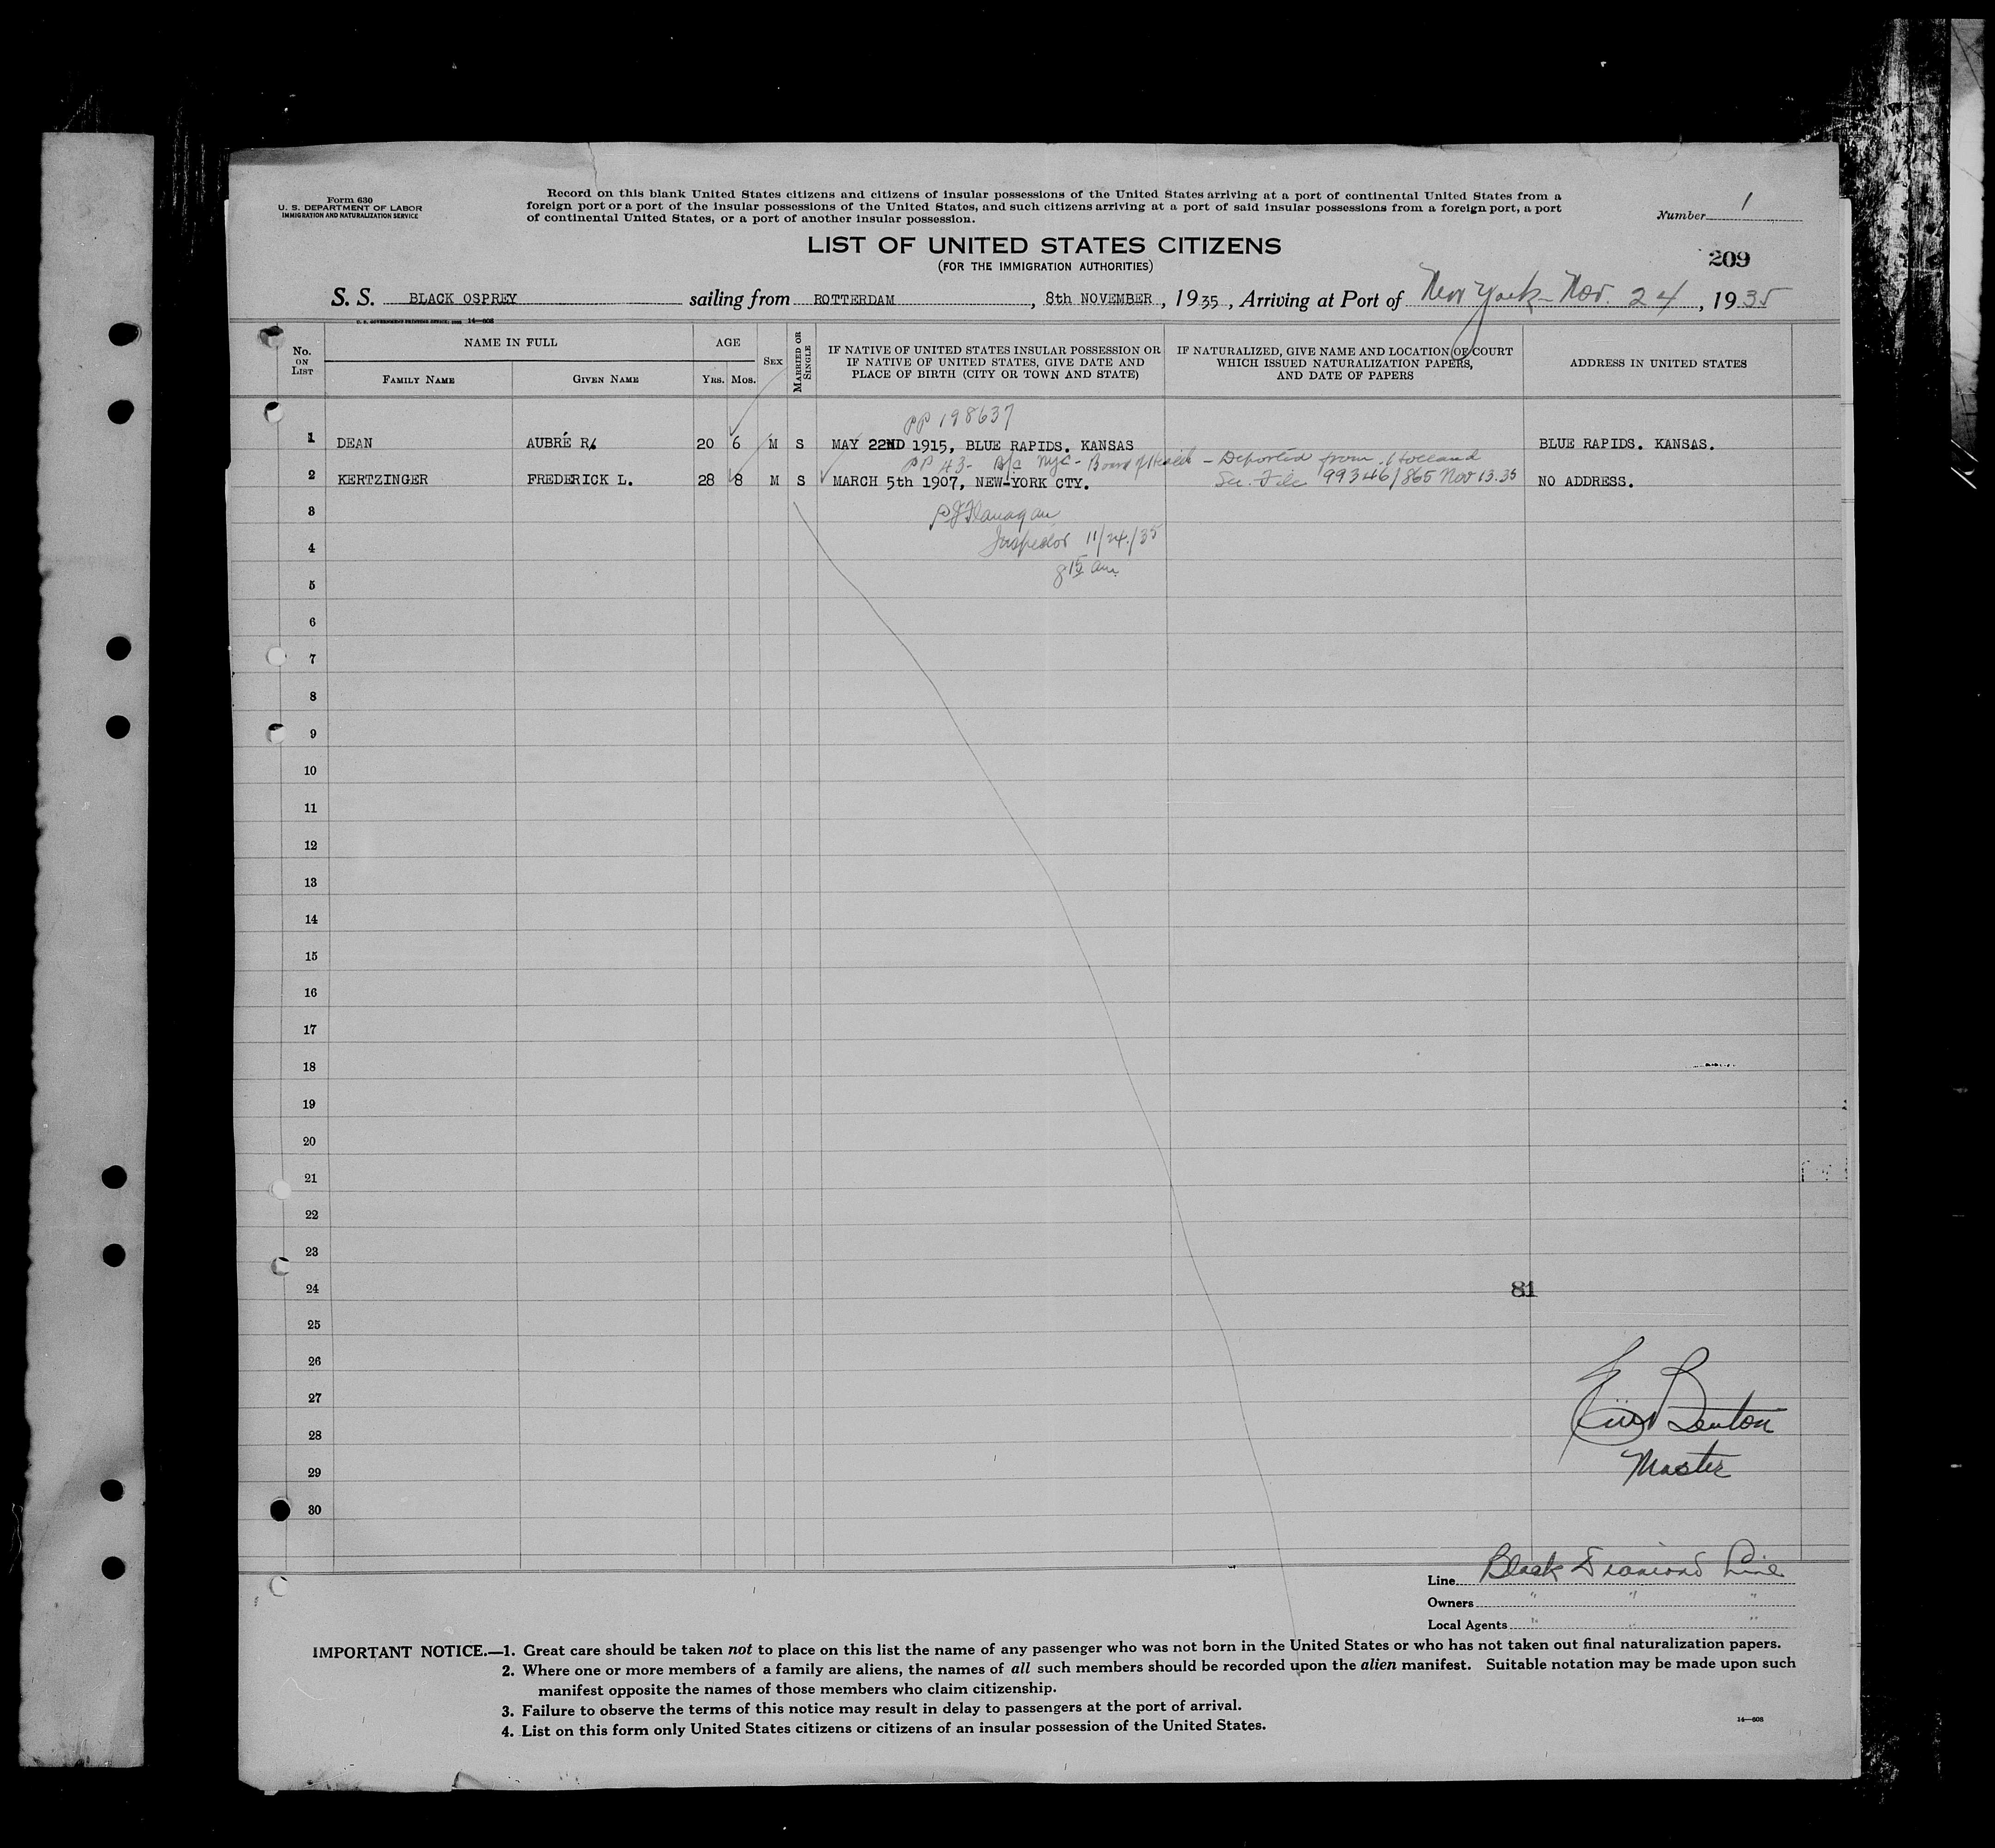 Form 630
U. S. DEPARTMENT OF LABOR
IMMIGRATION AND NATURALIZATION SERVICE
Record on this blank United States citizens and citizens of insular possessions of the United States arriving at a port of continental United States from a
foreign port or a port of the insular possessions of the United States, and such citizens arriving at a port of said insular possessions from a foreign port, a port
of continental United States, or a port of another insular possession.
Number 1
LIST OF UNITED STATES CITIZENS
(FOR THE IMMIGRATION AUTHORITIES)
209
S. S. BLACK OSPREY sailing from ROTTERDAM, 8th NOVEMBER, 1935, Arriving at Port of New York - Nov. 24, 1935
No. ON LIST
NAME IN FULL
FAMILY NAME
GIVEN NAME
AGE
YRS. MOS.
SEX
MARRIED OR SINGLE
IF NATIVE OF UNITED STATES INSULAR POSSESSION OR
IF NATIVE OF UNITED STATES, GIVE DATE AND
PLACE OF BIRTH (CITY OR TOWN AND STATE)
IF NATURALIZED, GIVE NAME AND LOCATION OF COURT
WHICH ISSUED NATURALIZATION PAPERS,
AND DATE OF PAPERS
ADDRESS IN UNITED STATES
PP 198637
1 DEAN AUBRÉ R. 20 6 M S MAY 22ND 1915, BLUE RAPIDS. KANSAS BLUE RAPIDS. KANSAS.
PP 43- B/c NYC - Board of Health - Deported from Holland
2 KERTZINGER FREDERICK L. 28 8 M S MARCH 5th 1907, NEW-YORK CTY. File 99346/865 Nov 13.35 NO ADDRESS.
3
PJ Flanagan
4
Inspector 11/24/35
8 15 am
5
6
7
8
9
10
11
12
13
14
15
16
17
18
19
20
21
22
23
24
81
25
26
27
Benton
28
Master
29
30
Line Black Diamond Line
Owners " " "
Local Agents " " "
IMPORTANT NOTICE.—1. Great care should be taken not to place on this list the name of any passenger who was not born in the United States or who has not taken out final naturalization papers.
2. Where one or more members of a family are aliens, the names of all such members should be recorded upon the alien manifest. Suitable notation may be made upon such
manifest opposite the names of those members who claim citizenship.
3. Failure to observe the terms of this notice may result in delay to passengers at the port of arrival.
4. List on this form only United States citizens or citizens of an insular possession of the United States.
14—608